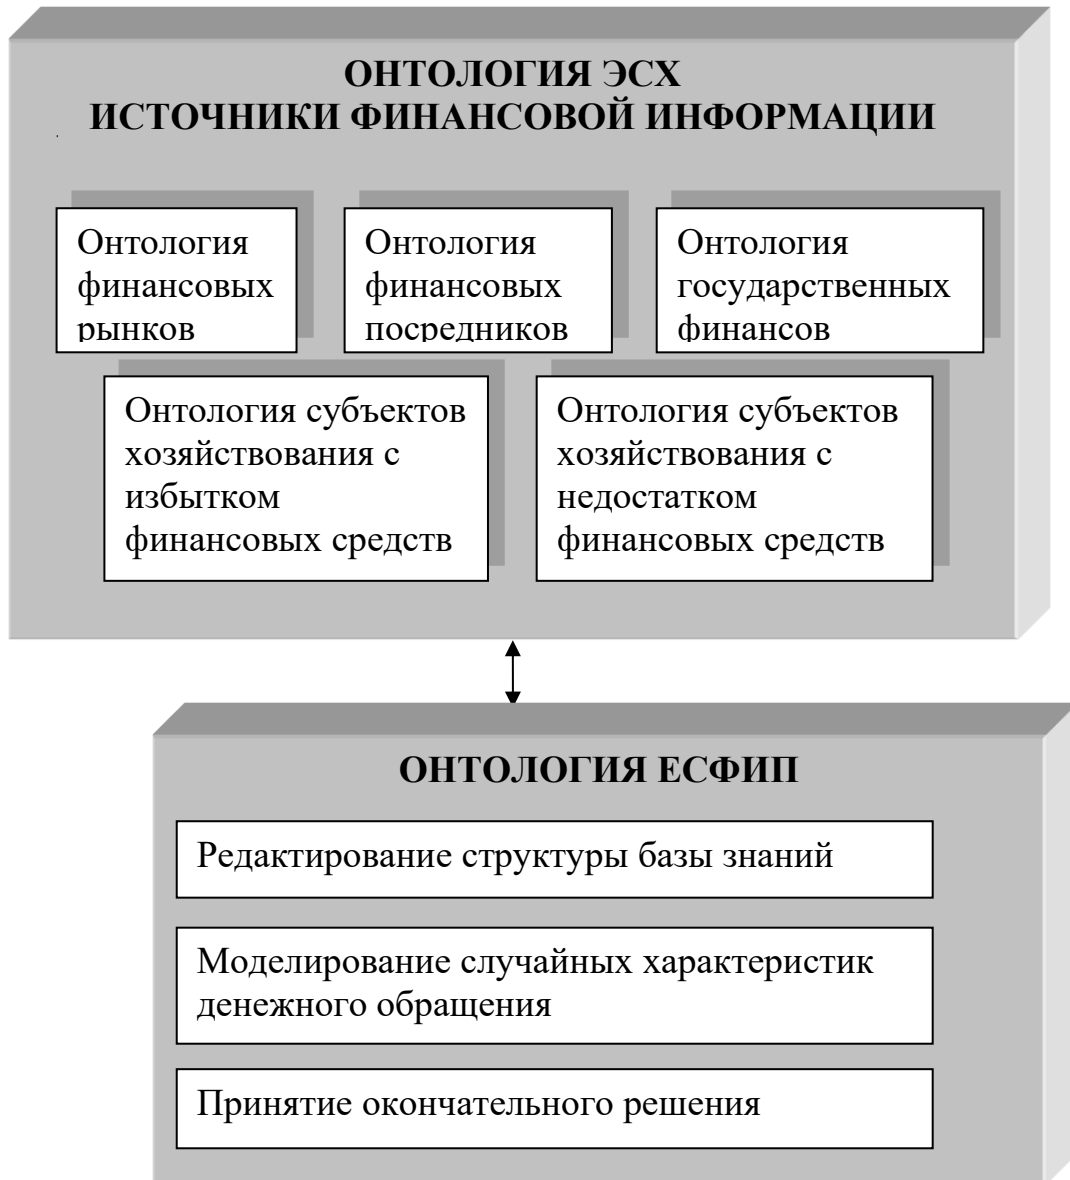 ОНТОЛОГИЯ ЭСХ
ИСТОЧНИКИ ФИНАНСОВОЙ ИНФОРМАЦИИ
Онтология
финансовых
рынков
Онтология
финансовых
посредников
Онтология
государственных
финансов
Онтология субъектов
хозяйствования с
избытком
финансовых средств
Онтология субъектов
хозяйствования с
недостатком
финансовых средств
ОНТОЛОГИЯ ЕСФИП
Редактирование структуры базы знаний
Моделирование случайных характеристик
денежного обращения
Принятие окончательного решения